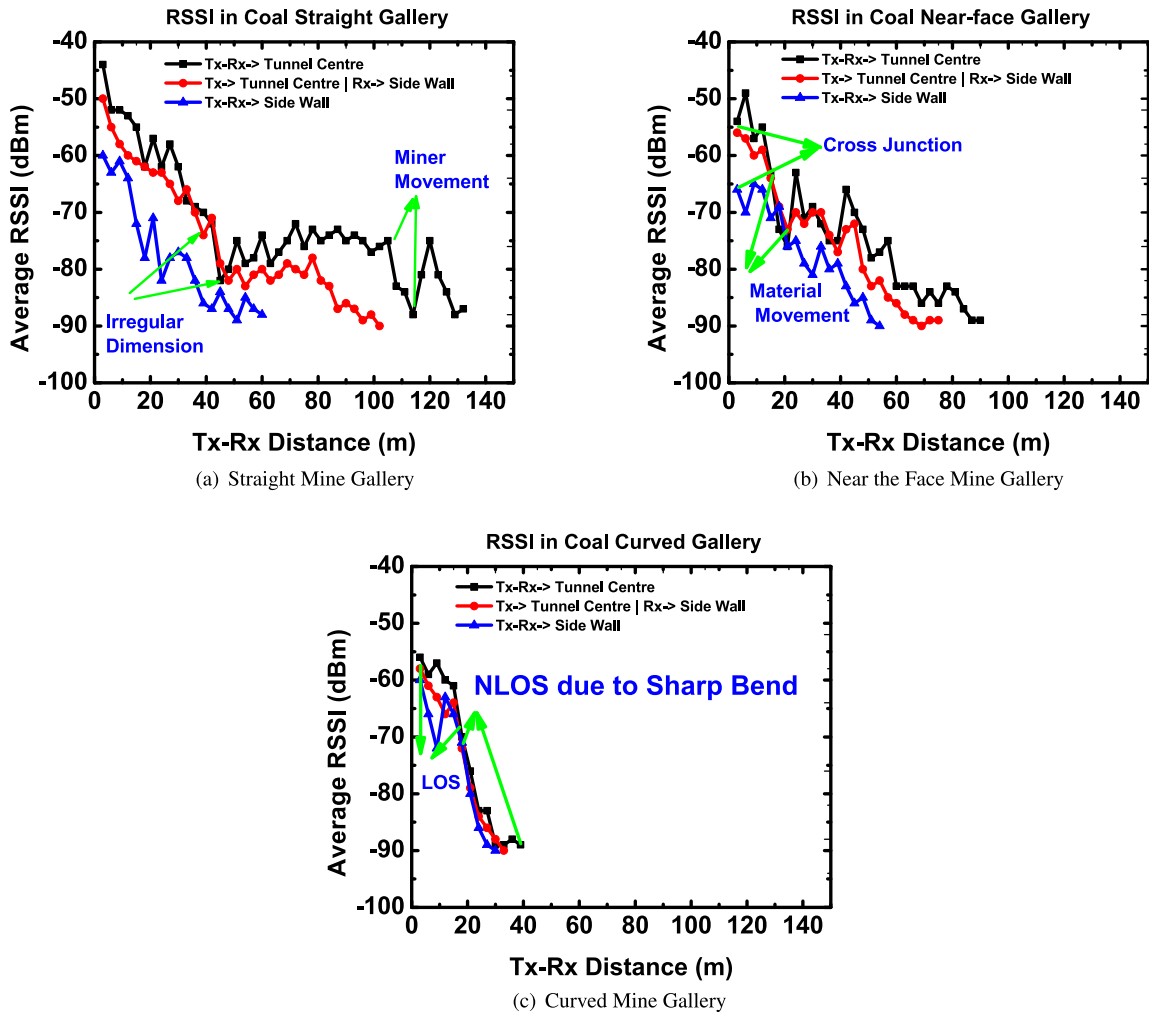 RSSI in Coal Straight Gallery
-40
-50
-60
-70
-80
-90
-100
Average RSSI (dBm)
Tx-Rx-> Tunnel Centre
Tx-> Tunnel Centre | Rx-> Side Wall
Tx-Rx-> Side Wall
Miner
Movement
Irregular
Dimension
0 20 40 60 80 100 120 140
Tx-Rx Distance (m)
(a) Straight Mine Gallery
RSSI in Coal Near-face Gallery
-40
-50
-60
-70
-80
-90
-100
Average RSSI (dBm)
Tx-Rx-> Tunnel Centre
Tx-> Tunnel Centre | Rx-> Side Wall
Tx-Rx-> Side Wall
Cross Junction
Material
Movement
0 20 40 60 80 100 120 140
Tx-Rx Distance (m)
(b) Near the Face Mine Gallery
RSSI in Coal Curved Gallery
-40
-50
-60
-70
-80
-90
-100
Average RSSI (dBm)
Tx-Rx-> Tunnel Centre
Tx-> Tunnel Centre | Rx-> Side Wall
Tx-Rx-> Side Wall
NLOS due to Sharp Bend
LOS
0 20 40 60 80 100 120 140
Tx-Rx Distance (m)
(c) Curved Mine Gallery